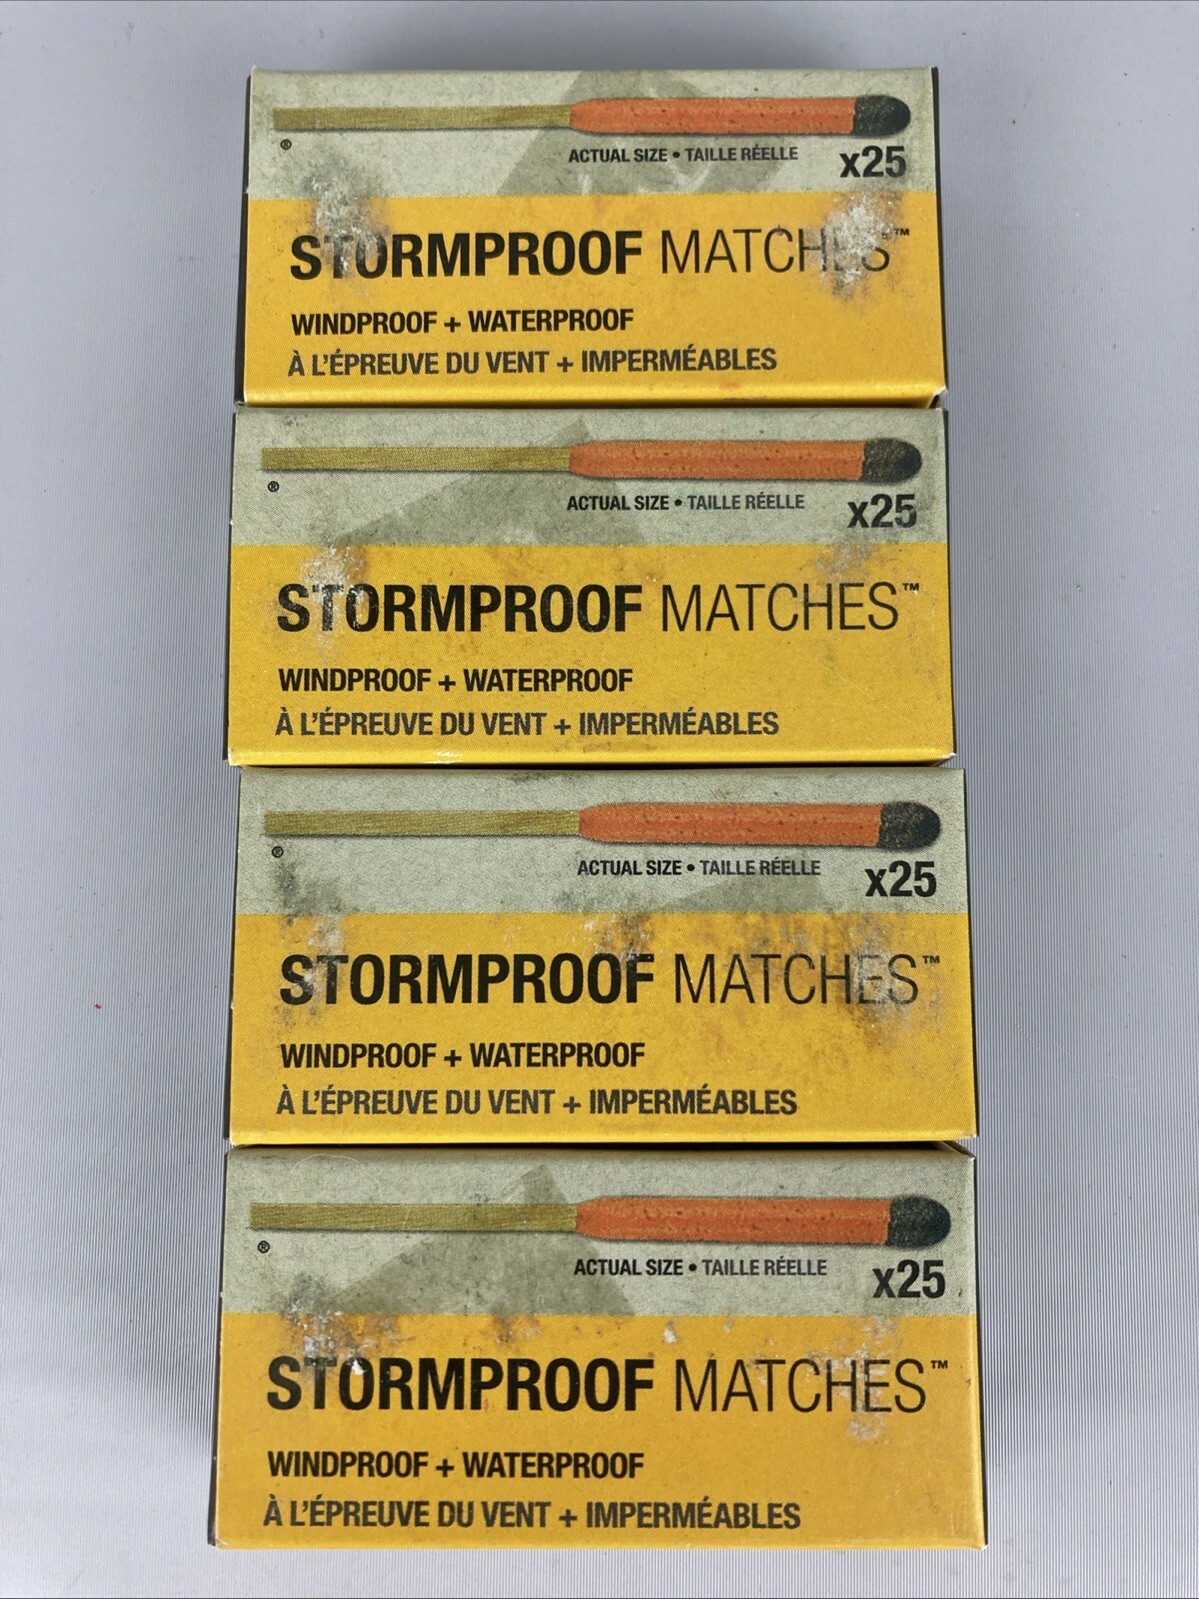 ®
ACTUAL SIZE • TAILLE RÉELLE
x25
STORMPROOF MATCHES™
WINDPROOF + WATERPROOF
À L'ÉPREUVE DU VENT + IMPERMÉABLES
®
ACTUAL SIZE • TAILLE RÉELLE
x25
STORMPROOF MATCHES™
WINDPROOF + WATERPROOF
À L'ÉPREUVE DU VENT + IMPERMÉABLES
®
ACTUAL SIZE • TAILLE RÉELLE
x25
STORMPROOF MATCHES™
WINDPROOF + WATERPROOF
À L'ÉPREUVE DU VENT + IMPERMÉABLES
®
ACTUAL SIZE • TAILLE RÉELLE
x25
STORMPROOF MATCHES™
WINDPROOF + WATERPROOF
À L'ÉPREUVE DU VENT + IMPERMÉABLES